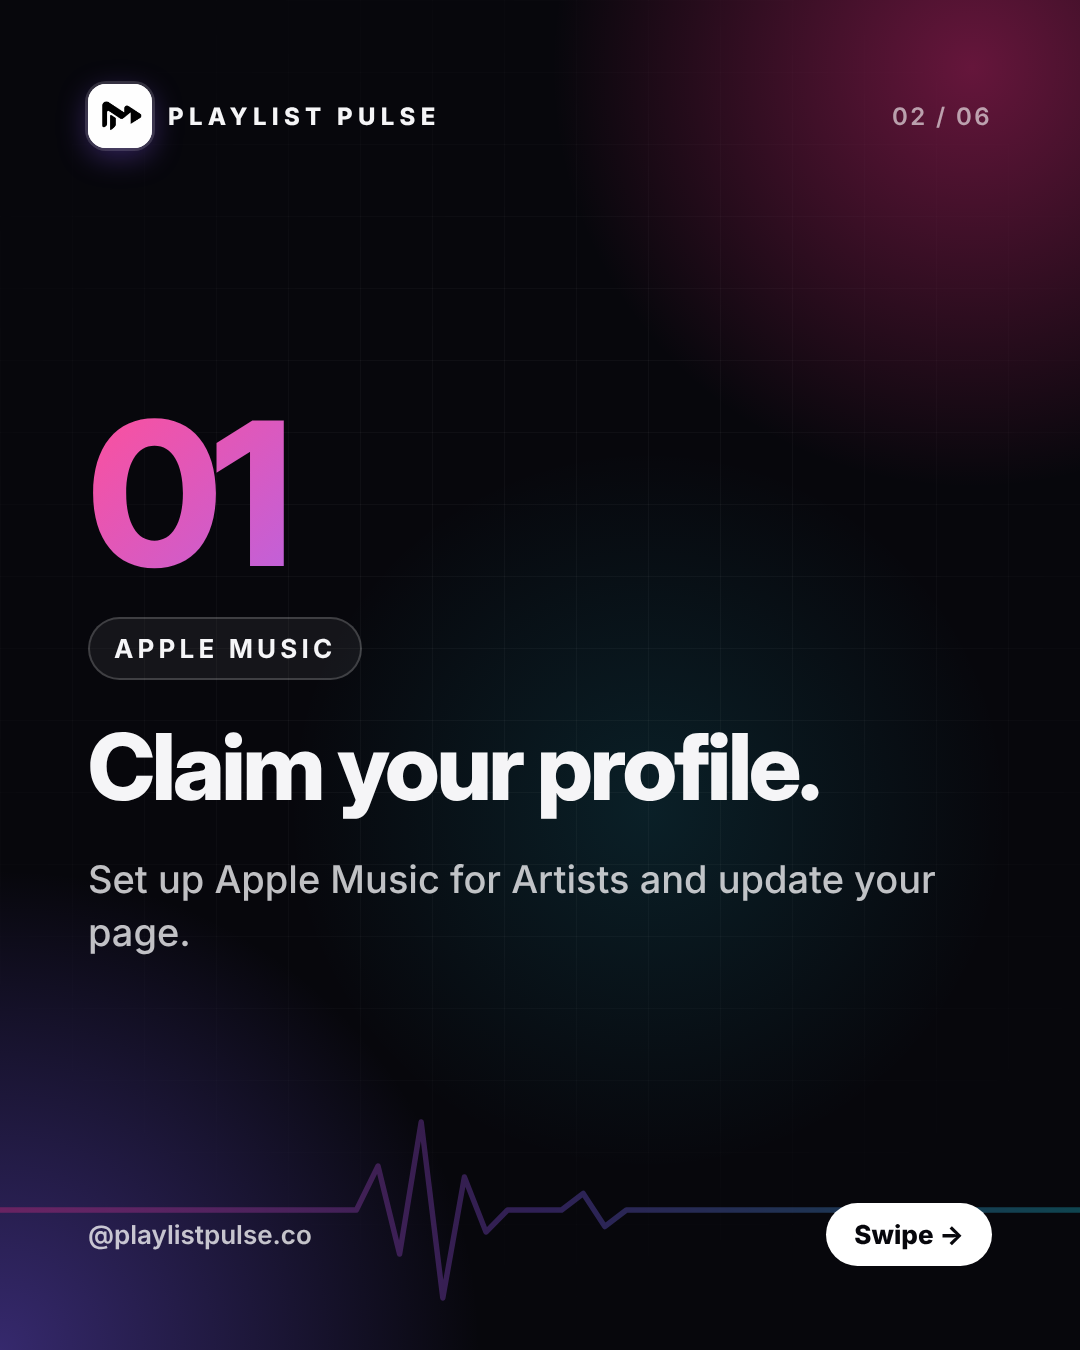 PLAYLIST PULSE
02 / 06
01
APPLE MUSIC
Claim your profile.
Set up Apple Music for Artists and update your
page.
@playlistpulse.co
Swipe →